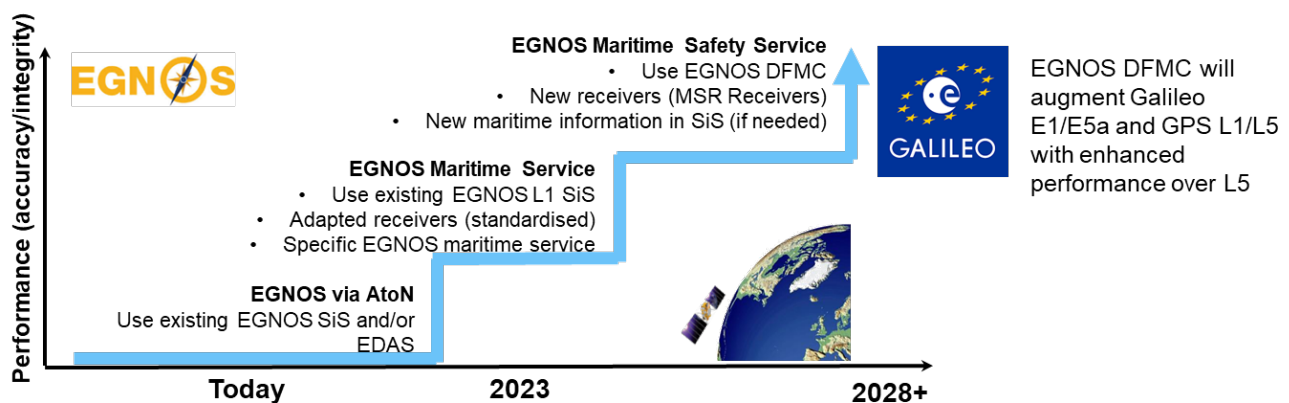 EGNOS
Performance (accuracy/integrity)
EGNOS Maritime Safety Service
• Use EGNOS DFMC
• New receivers (MSR Receivers)
• New maritime information in SiS (if needed)
EGNOS Maritime Service
• Use existing EGNOS L1 SiS
• Adapted receivers (standardised)
• Specific EGNOS maritime service
EGNOS via AtoN
Use existing EGNOS SiS and/or
EDAS
e
GALILEO
EGNOS DFMC will
augment Galileo
E1/E5a and GPS L1/L5
with enhanced
performance over L5
Today
2023
2028+